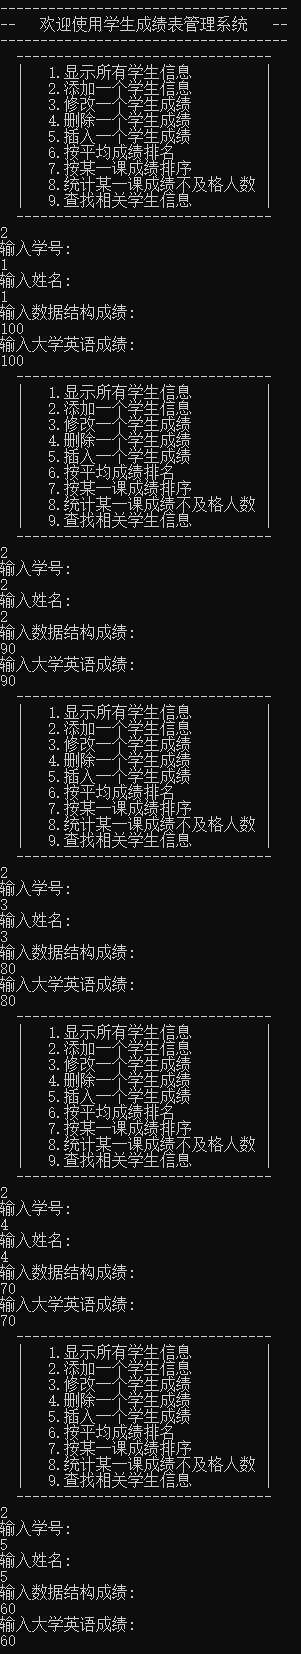 ------------------------------------
--   欢迎使用学生成绩表管理系统   --
------------------------------------
--------------------------------
|   1.显示所有学生信息         |
|   2.添加一个学生信息         |
|   3.修改一个学生成绩         |
|   4.删除一个学生成绩         |
|   5.插入一个学生成绩         |
|   6.按平均成绩排名           |
|   7.按某一课成绩排序         |
|   8.统计某一课成绩不及格人数 |
|   9.查找相关学生信息         |
--------------------------------
2
输入学号:
1
输入姓名:
1
输入数据结构成绩:
100
输入大学英语成绩:
100
--------------------------------
|   1.显示所有学生信息         |
|   2.添加一个学生信息         |
|   3.修改一个学生成绩         |
|   4.删除一个学生成绩         |
|   5.插入一个学生成绩         |
|   6.按平均成绩排名           |
|   7.按某一课成绩排序         |
|   8.统计某一课成绩不及格人数 |
|   9.查找相关学生信息         |
--------------------------------
2
输入学号:
2
输入姓名:
2
输入数据结构成绩:
90
输入大学英语成绩:
90
--------------------------------
|   1.显示所有学生信息         |
|   2.添加一个学生信息         |
|   3.修改一个学生成绩         |
|   4.删除一个学生成绩         |
|   5.插入一个学生成绩         |
|   6.按平均成绩排名           |
|   7.按某一课成绩排序         |
|   8.统计某一课成绩不及格人数 |
|   9.查找相关学生信息         |
--------------------------------
2
输入学号:
3
输入姓名:
3
输入数据结构成绩:
80
输入大学英语成绩:
80
--------------------------------
|   1.显示所有学生信息         |
|   2.添加一个学生信息         |
|   3.修改一个学生成绩         |
|   4.删除一个学生成绩         |
|   5.插入一个学生成绩         |
|   6.按平均成绩排名           |
|   7.按某一课成绩排序         |
|   8.统计某一课成绩不及格人数 |
|   9.查找相关学生信息         |
--------------------------------
2
输入学号:
4
输入姓名:
4
输入数据结构成绩:
70
输入大学英语成绩:
70
--------------------------------
|   1.显示所有学生信息         |
|   2.添加一个学生信息         |
|   3.修改一个学生成绩         |
|   4.删除一个学生成绩         |
|   5.插入一个学生成绩         |
|   6.按平均成绩排名           |
|   7.按某一课成绩排序         |
|   8.统计某一课成绩不及格人数 |
|   9.查找相关学生信息         |
--------------------------------
2
输入学号:
5
输入姓名:
5
输入数据结构成绩:
60
输入大学英语成绩:
60